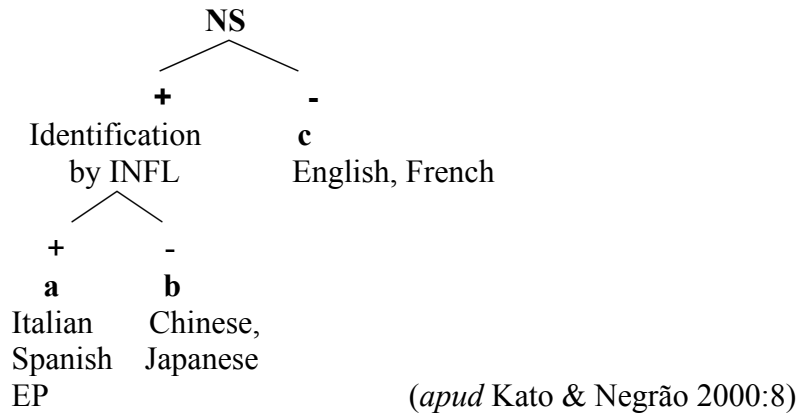 NS
+ -
Identification c
by INFL English, French
+ -
a b
Italian Chinese,
Spanish Japanese
EP (apud Kato & Negrão 2000:8)